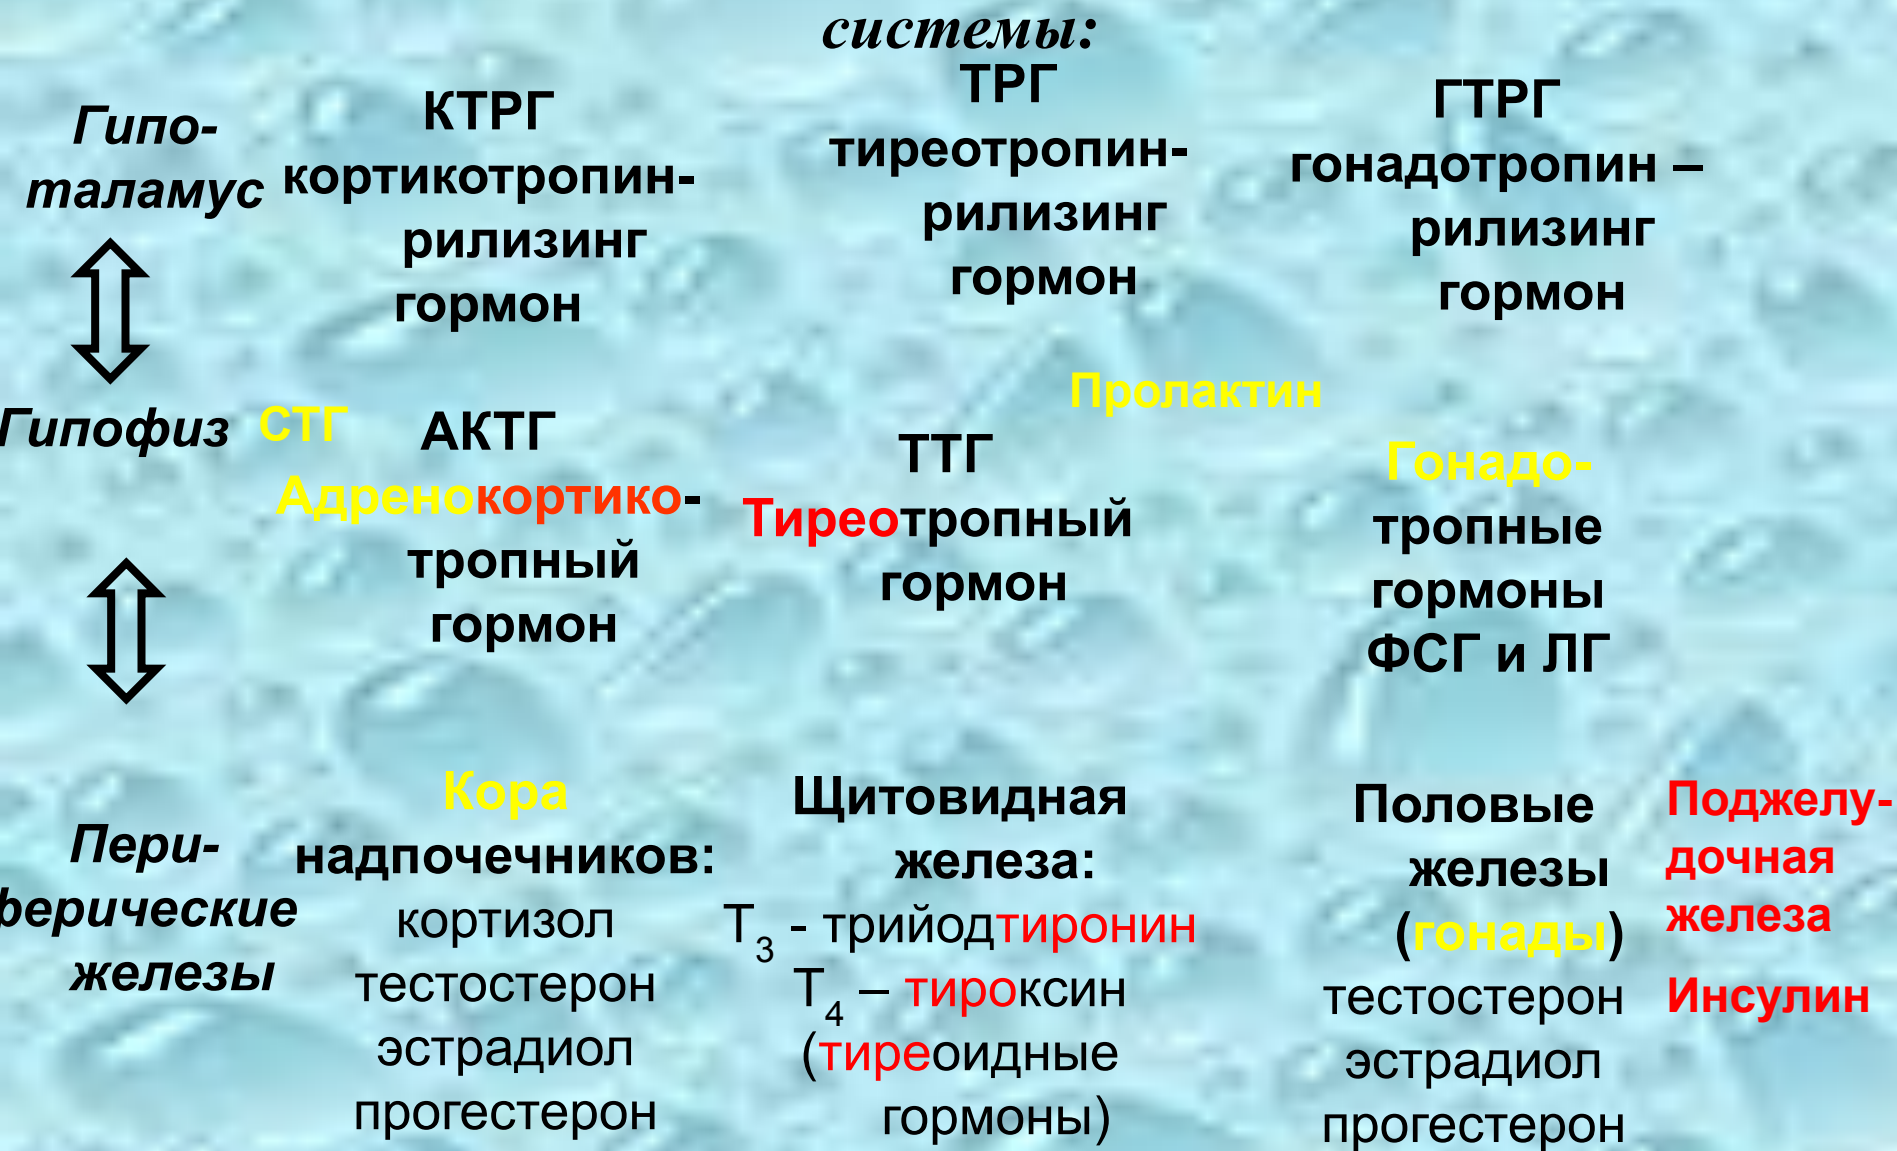 системы:
Гипо-
таламус
КТРГ
кортикотропин-
рилизинг
гормон
ТРГ
тиреотропин-
рилизинг
гормон
ГТРГ
гонадотропин –
рилизинг
гормон
Гипофиз
СТГ
АКТГ
Адренокортико-
тропный
гормон
ТТГ
Тиреотропный
гормон
Пролактин
Гонадо-
тропные
гормоны
ФСГ и ЛГ
Пери-
ферические
железы
Кора
надпочечников:
кортизол
тестостерон
эстрадиол
прогестерон
Щитовидная
железа:
Т3 - трийодтиронин
Т4 – тироксин
(тиреоидные
гормоны)
Половые
железы
(гонады)
тестостерон
эстрадиол
прогестерон
Поджелу-
дочная
железа
Инсулин